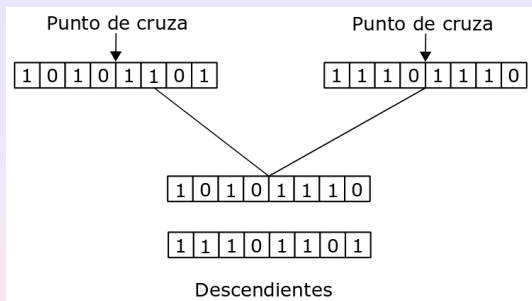 Punto de cruza Punto de cruza
1 0 1 0 1 1 0 1 1 1 1 0 1 1 1 0
1 0 1 0 1 1 1 0
1 1 1 0 1 1 0 1
Descendientes